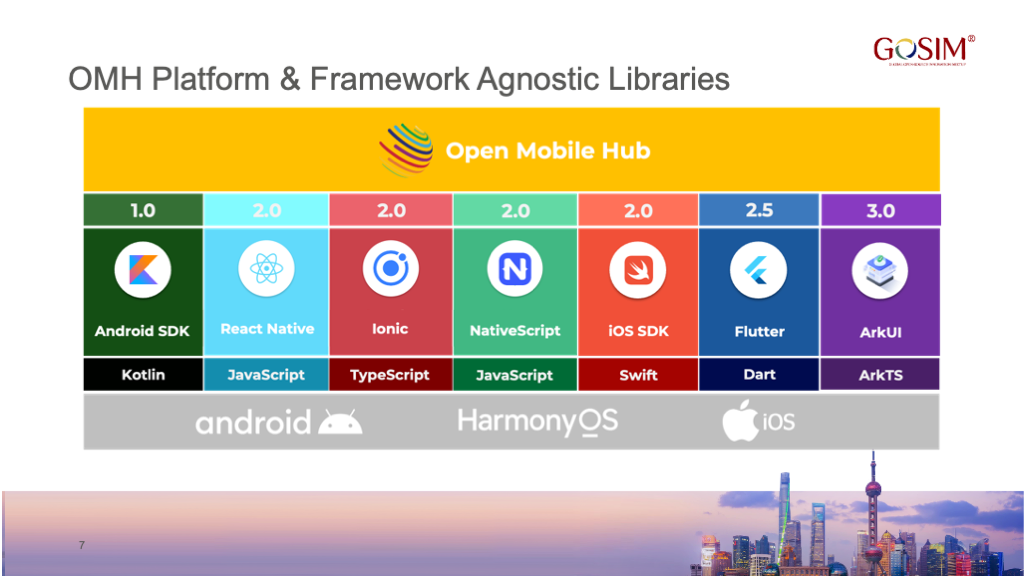 GOSIM®
OMH Platform & Framework Agnostic Libraries
Open Mobile Hub
1.0 2.0 2.0 2.0 2.0 2.5 3.0
Android SDK React Native Ionic NativeScript iOS SDK Flutter ArkUI
Kotlin JavaScript TypeScript JavaScript Swift Dart ArkTS
android HarmonyOS iOS
7